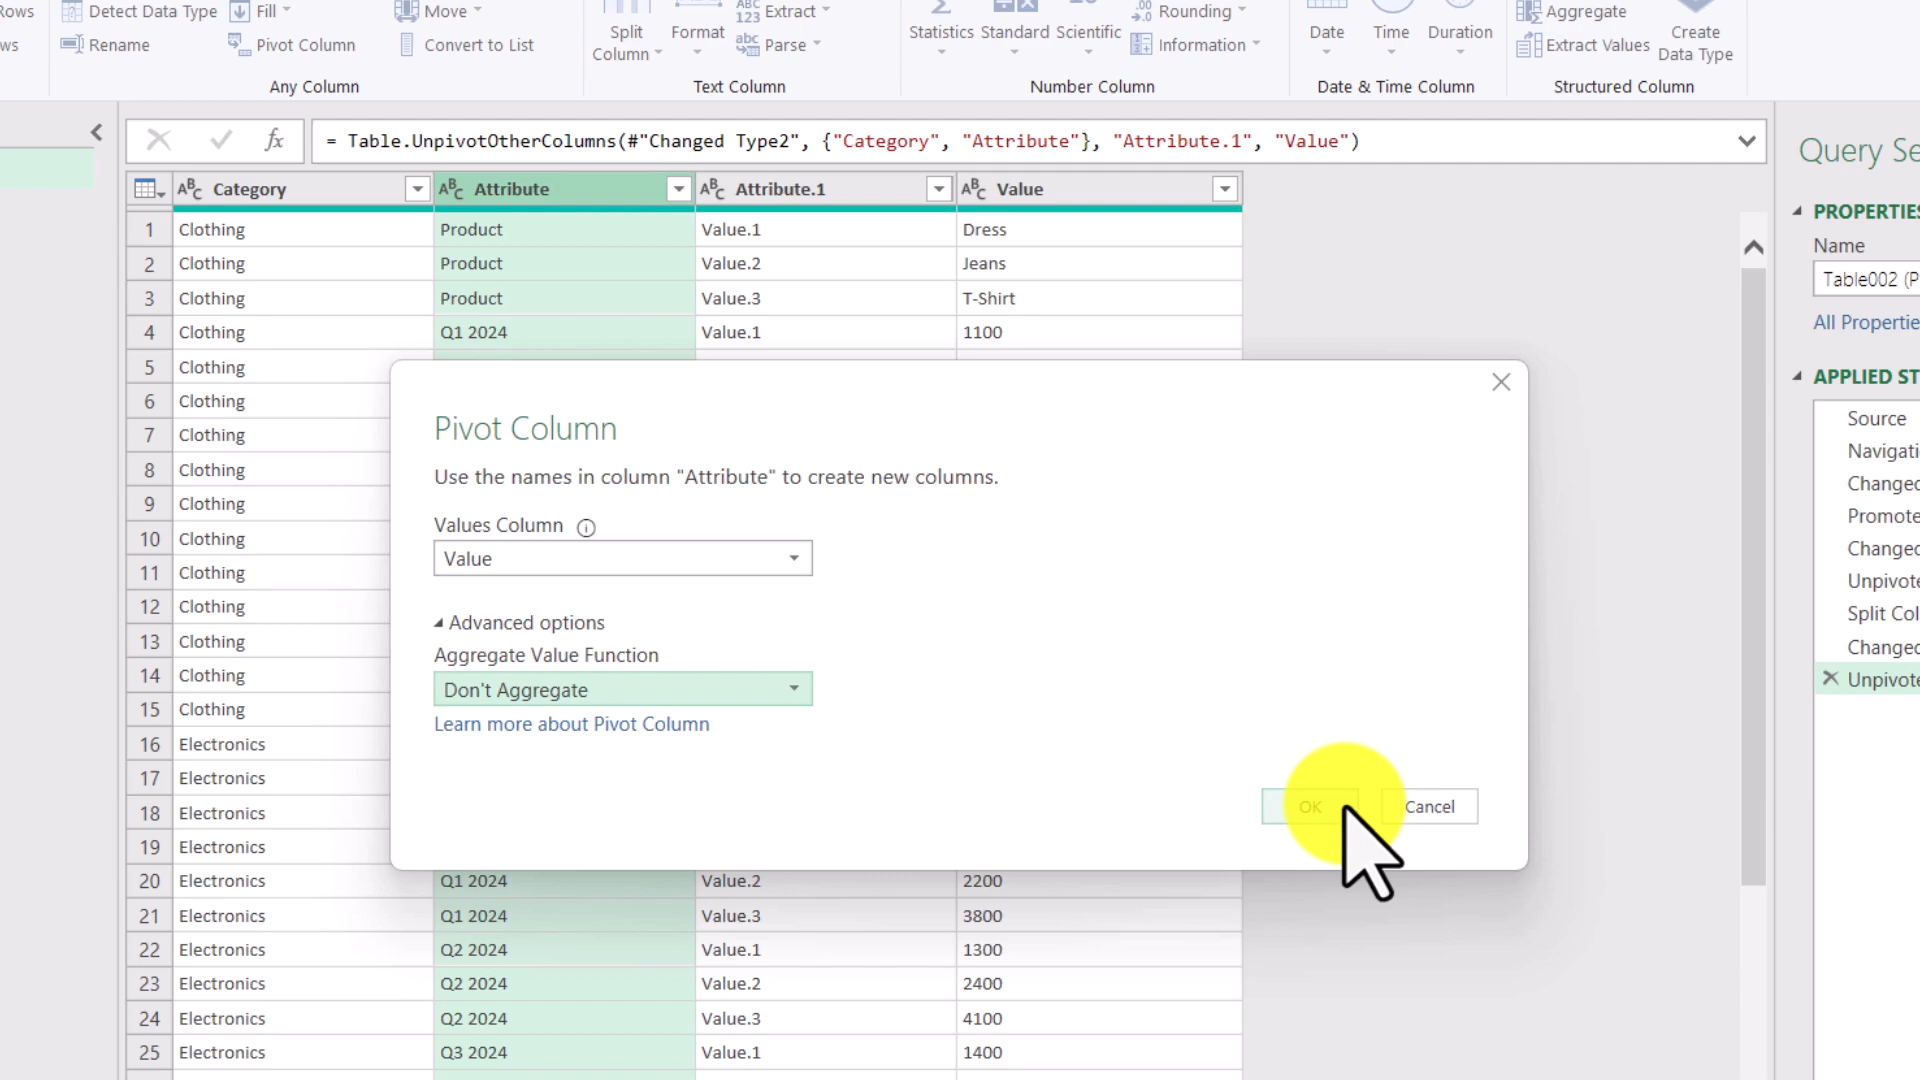 Rows
Detect Data Type
Fill
Move
ABC
123
Extract
Rounding
Aggregate
ws
Rename
Pivot Column
Convert to List
Split
Column
Format
abc
Parse
Statistics
Standard
Scientific
Information
Date
Time
Duration
Extract Values
Create
Data Type
Any Column
Text Column
Number Column
Date & Time Column
Structured Column
fx
= Table.UnpivotOtherColumns(#"Changed Type2", {"Category", "Attribute"}, "Attribute.1", "Value")
Query Se
ABC Category
ABC Attribute
ABC Attribute.1
ABC Value
1 Clothing Product Value.1 Dress
2 Clothing Product Value.2 Jeans
3 Clothing Product Value.3 T-Shirt
4 Clothing Q1 2024 Value.1 1100
5 Clothing
6 Clothing
7 Clothing
8 Clothing
9 Clothing
10 Clothing
11 Clothing
12 Clothing
13 Clothing
14 Clothing
15 Clothing
16 Electronics
17 Electronics
18 Electronics
19 Electronics
20 Electronics Q1 2024 Value.2 2200
21 Electronics Q1 2024 Value.3 3800
22 Electronics Q2 2024 Value.1 1300
23 Electronics Q2 2024 Value.2 2400
24 Electronics Q2 2024 Value.3 4100
25 Electronics Q3 2024 Value.1 1400
Pivot Column
Use the names in column "Attribute" to create new columns.
Values Column
Value
Advanced options
Aggregate Value Function
Don't Aggregate
Learn more about Pivot Column
OK
Cancel
PROPERTIES
Name
Table002 (P
All Propertie
APPLIED ST
Source
Navigati
Changed
Promote
Changed
Unpivote
Split Col
Changed
Unpivote